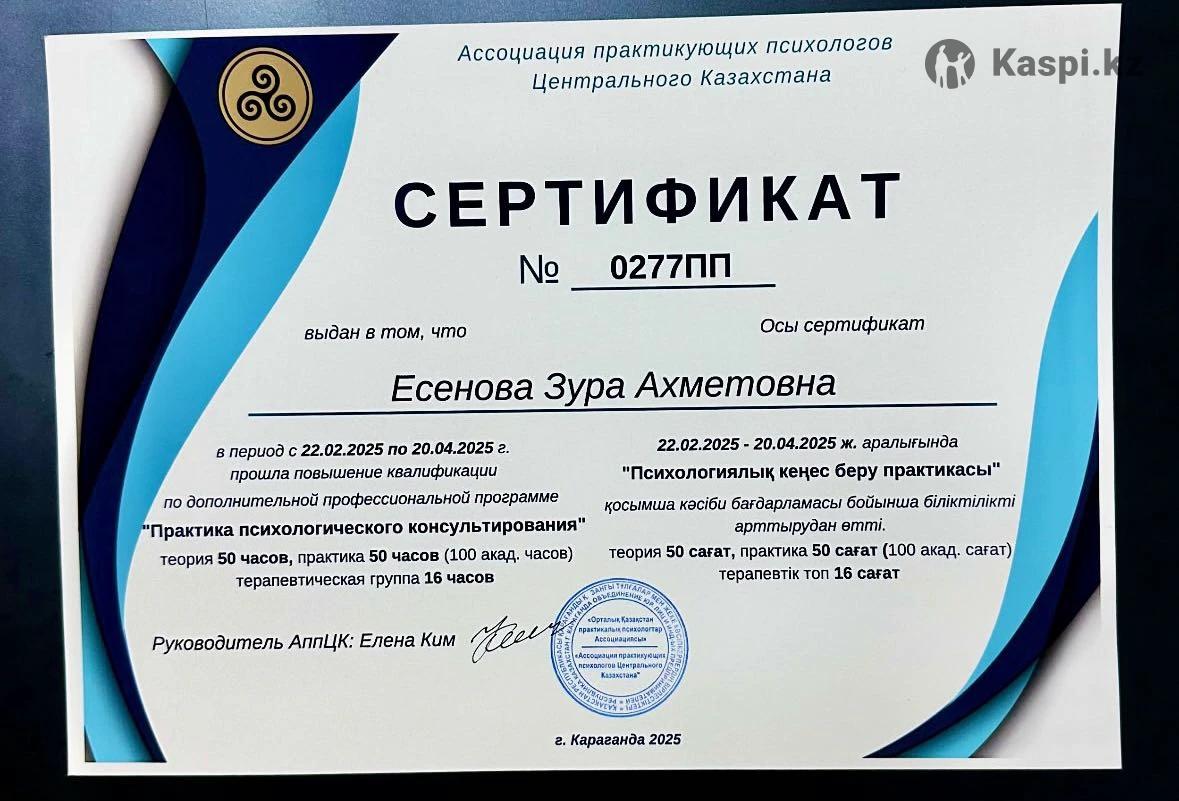 Ассоциация практикующих психологов
Центрального Казахстана
Kaspi.kz
СЕРТИФИКАТ
№ 0277ПП
выдан в том, что
Осы сертификат
Есенова Зура Ахметовна
в период с 22.02.2025 по 20.04.2025 г.
прошла повышение квалификации
по дополнительной профессиональной программе
"Практика психологического консультирования"
теория 50 часов, практика 50 часов (100 акад. часов)
терапевтическая группа 16 часов
22.02.2025 - 20.04.2025 ж. аралығында
"Психологиялық кеңес беру практикасы"
қосымша кәсіби бағдарламасы бойынша біліктілікті
арттырудан өтті.
теория 50 сағат, практика 50 сағат (100 акад. сағат)
терапевтік топ 16 сағат
Руководитель АппЦК: Елена Ким
«Орталық Қазақстан
практикалық психологтар
Ассоциациясы»
«Ассоциация практикующих
психологов Центрального
Казахстана"
г. Караганда 2025